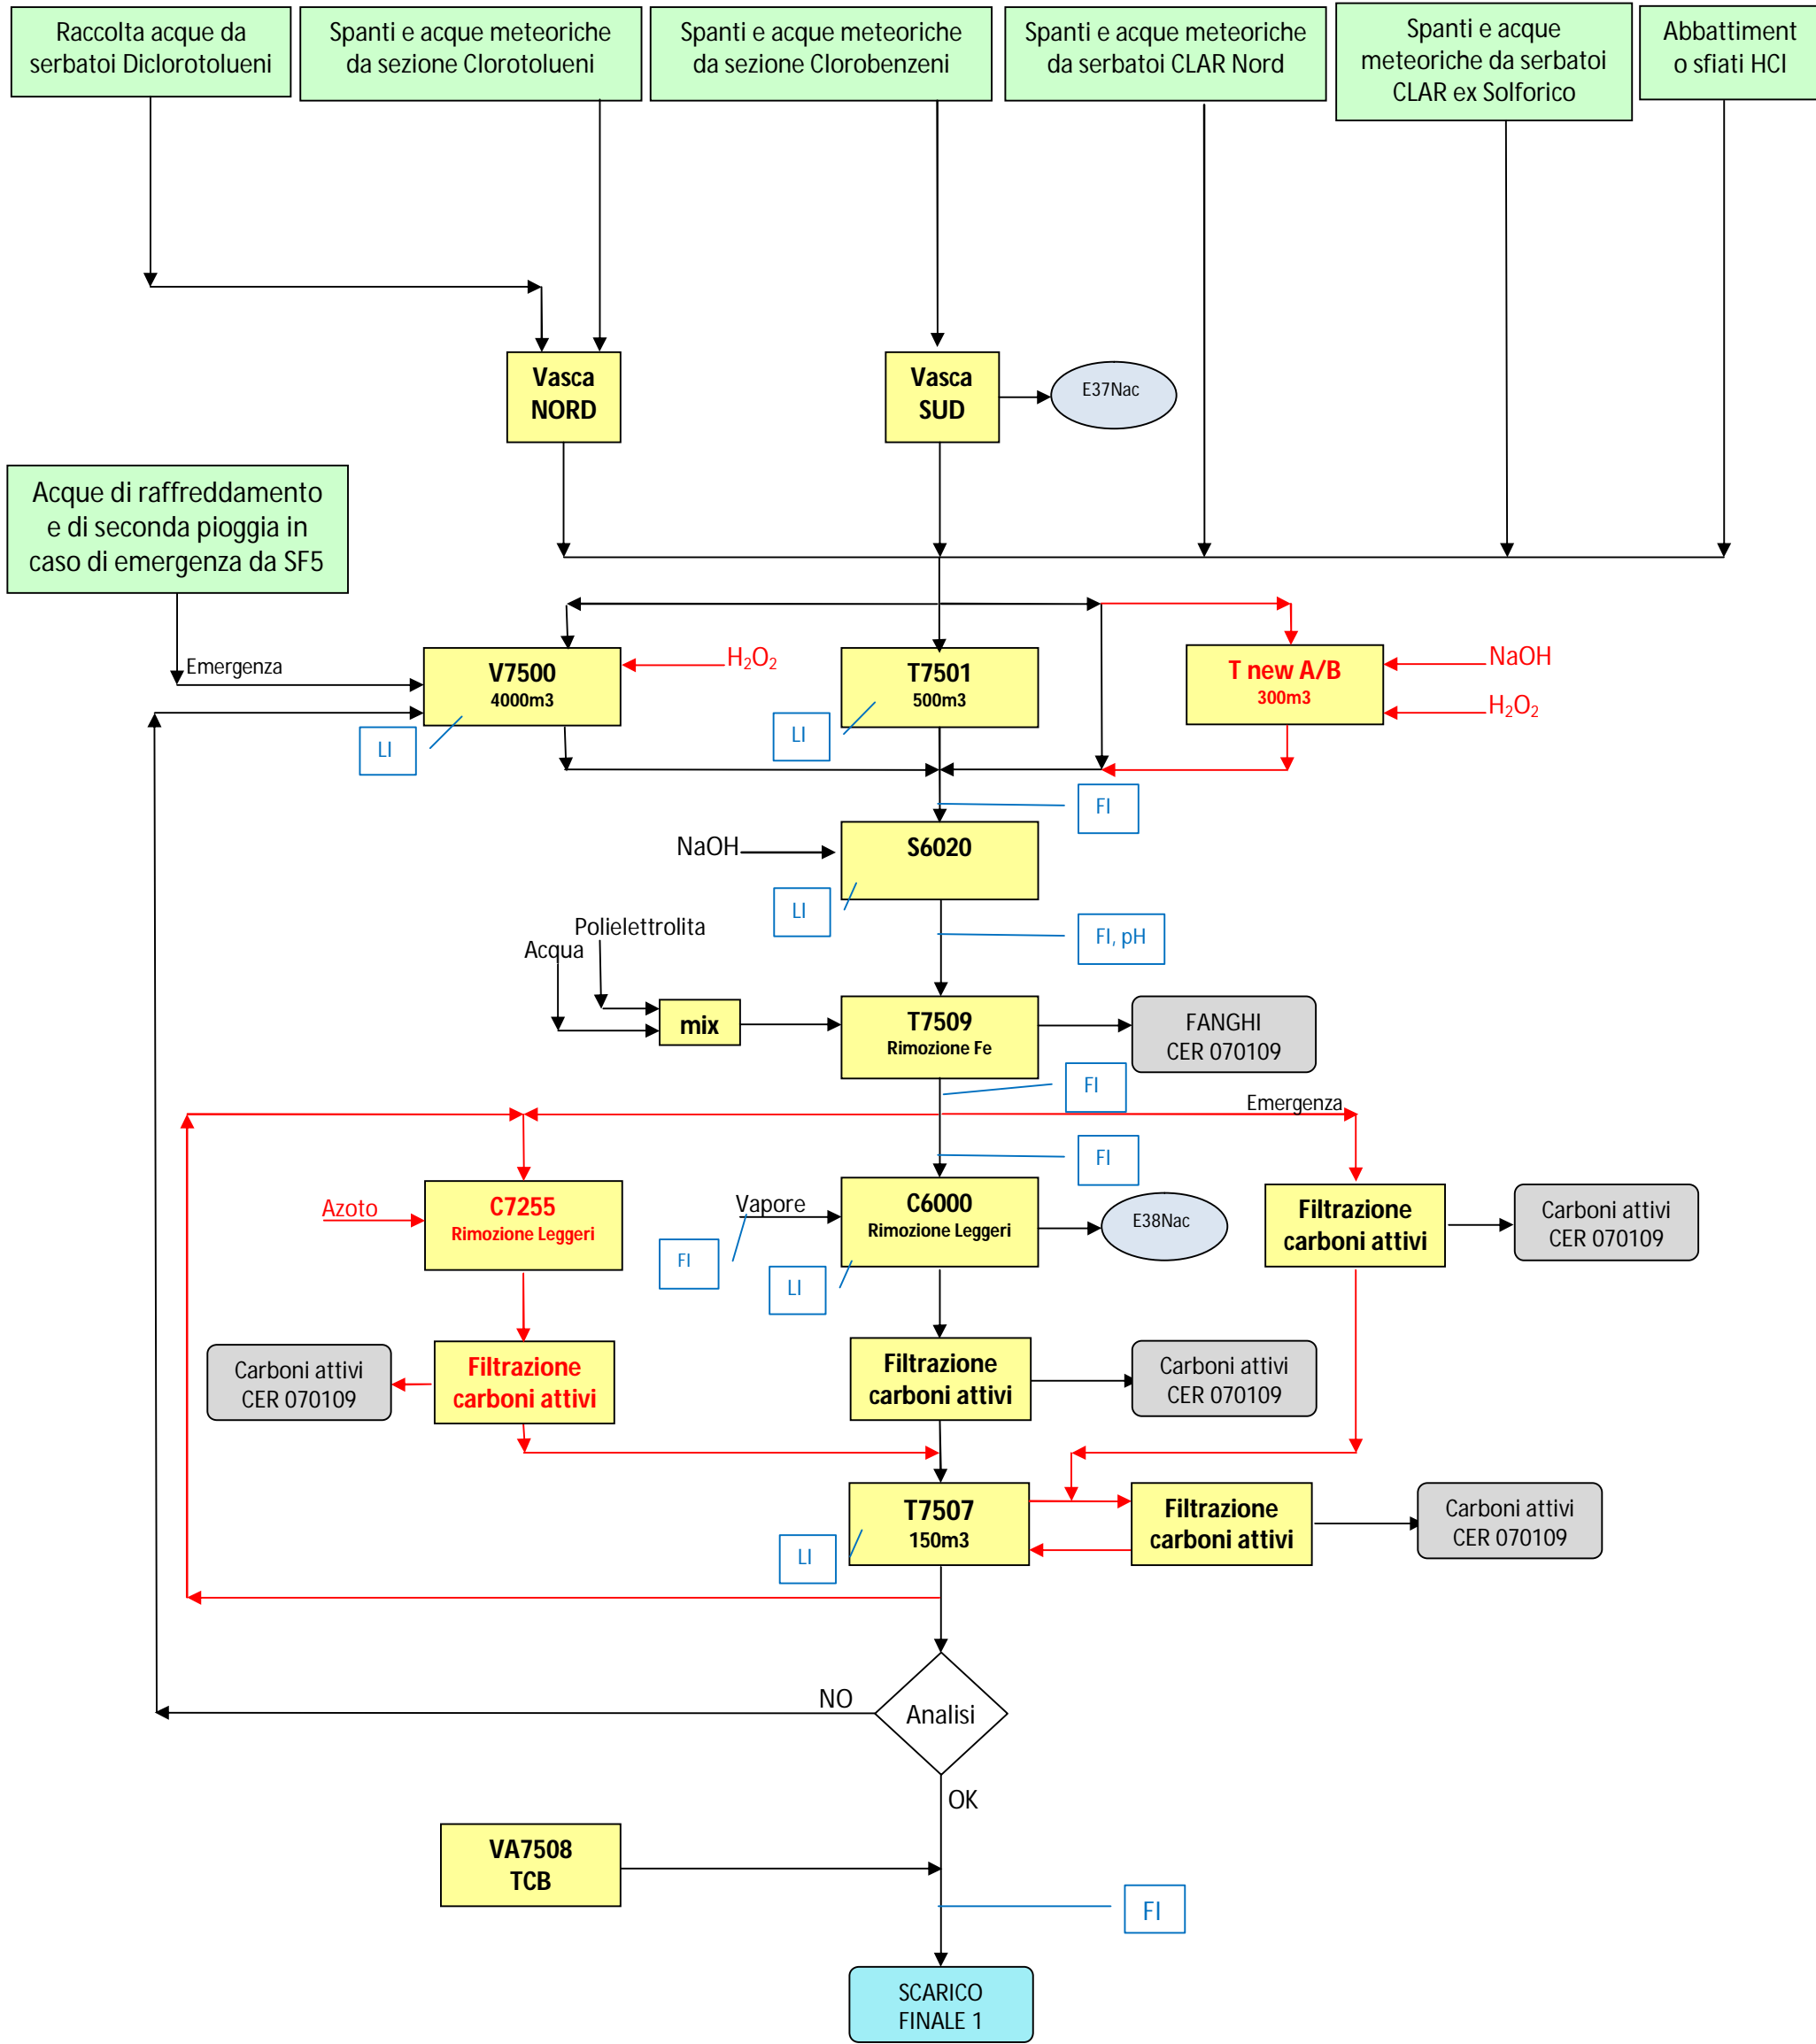 Raccolta acque da
serbatoi Diclorotolueni
Spanti e acque meteoriche
da sezione Clorotolueni
Spanti e acque meteoriche
da sezione Clorobenzeni
Spanti e acque meteoriche
da serbatoi CLAR Nord
Spanti e acque
meteoriche da serbatoi
CLAR ex Solforico
Abbattiment
o sfiati HCl
Vasca
NORD
Vasca
SUD
E37Nac
Acque di raffreddamento
e di seconda pioggia in
caso di emergenza da SF5
Emergenza
V7500
4000m3
H₂O₂
T7501
500m3
T new A/B
300m3
NaOH
H₂O₂
LI
LI
FI
NaOH
S6020
LI
FI, pH
Polielettrolita
Acqua
mix
T7509
Rimozione Fe
FANGHI
CER 070109
FI
Emergenza
FI
Azoto
C7255
Rimozione Leggeri
Vapore
C6000
Rimozione Leggeri
E38Nac
Filtrazione
carboni attivi
Carboni attivi
CER 070109
FI
LI
Carboni attivi
CER 070109
Filtrazione
carboni attivi
Filtrazione
carboni attivi
Carboni attivi
CER 070109
T7507
150m3
LI
Filtrazione
carboni attivi
Carboni attivi
CER 070109
NO
Analisi
OK
VA7508
TCB
FI
SCARICO
FINALE 1